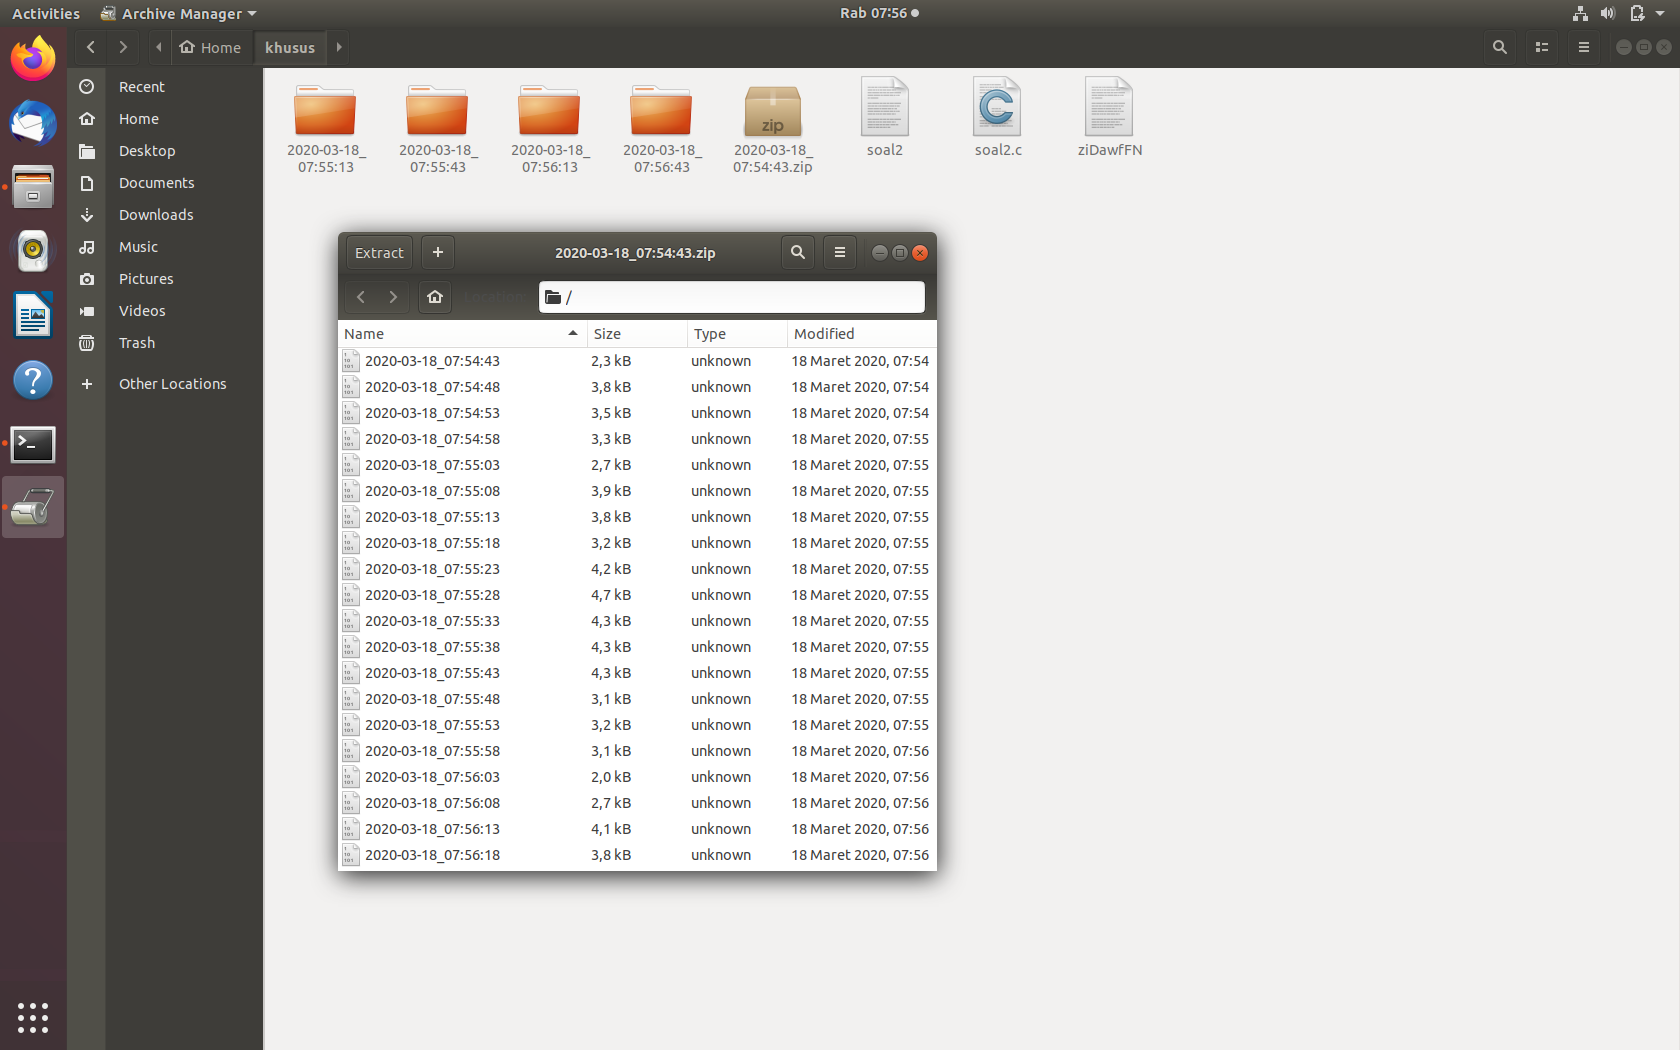 Activities Archive Manager Rab 07:56
Home khusus
Recent
Home
Desktop
Documents
Downloads
Music
Pictures
Videos
Trash
Other Locations
2020-03-18_
07:55:13
2020-03-18_
07:55:43
2020-03-18_
07:56:13
2020-03-18_
07:56:43
zip
2020-03-18_
07:54:43.zip
soal2
C
soal2.c
ziDawfFN
Extract 2020-03-18_07:54:43.zip
Location: /
Name Size Type Modified
2020-03-18_07:54:43 2,3 kB unknown 18 Maret 2020, 07:54
2020-03-18_07:54:48 3,8 kB unknown 18 Maret 2020, 07:54
2020-03-18_07:54:53 3,5 kB unknown 18 Maret 2020, 07:54
2020-03-18_07:54:58 3,3 kB unknown 18 Maret 2020, 07:55
2020-03-18_07:55:03 2,7 kB unknown 18 Maret 2020, 07:55
2020-03-18_07:55:08 3,9 kB unknown 18 Maret 2020, 07:55
2020-03-18_07:55:13 3,8 kB unknown 18 Maret 2020, 07:55
2020-03-18_07:55:18 3,2 kB unknown 18 Maret 2020, 07:55
2020-03-18_07:55:23 4,2 kB unknown 18 Maret 2020, 07:55
2020-03-18_07:55:28 4,7 kB unknown 18 Maret 2020, 07:55
2020-03-18_07:55:33 4,3 kB unknown 18 Maret 2020, 07:55
2020-03-18_07:55:38 4,3 kB unknown 18 Maret 2020, 07:55
2020-03-18_07:55:43 4,3 kB unknown 18 Maret 2020, 07:55
2020-03-18_07:55:48 3,1 kB unknown 18 Maret 2020, 07:55
2020-03-18_07:55:53 3,2 kB unknown 18 Maret 2020, 07:55
2020-03-18_07:55:58 3,1 kB unknown 18 Maret 2020, 07:56
2020-03-18_07:56:03 2,0 kB unknown 18 Maret 2020, 07:56
2020-03-18_07:56:08 2,7 kB unknown 18 Maret 2020, 07:56
2020-03-18_07:56:13 4,1 kB unknown 18 Maret 2020, 07:56
2020-03-18_07:56:18 3,8 kB unknown 18 Maret 2020, 07:56